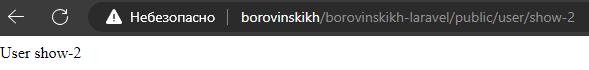 Небезопасно borovinskikh/borovinskikh-laravel/public/user/show-2
User show-2